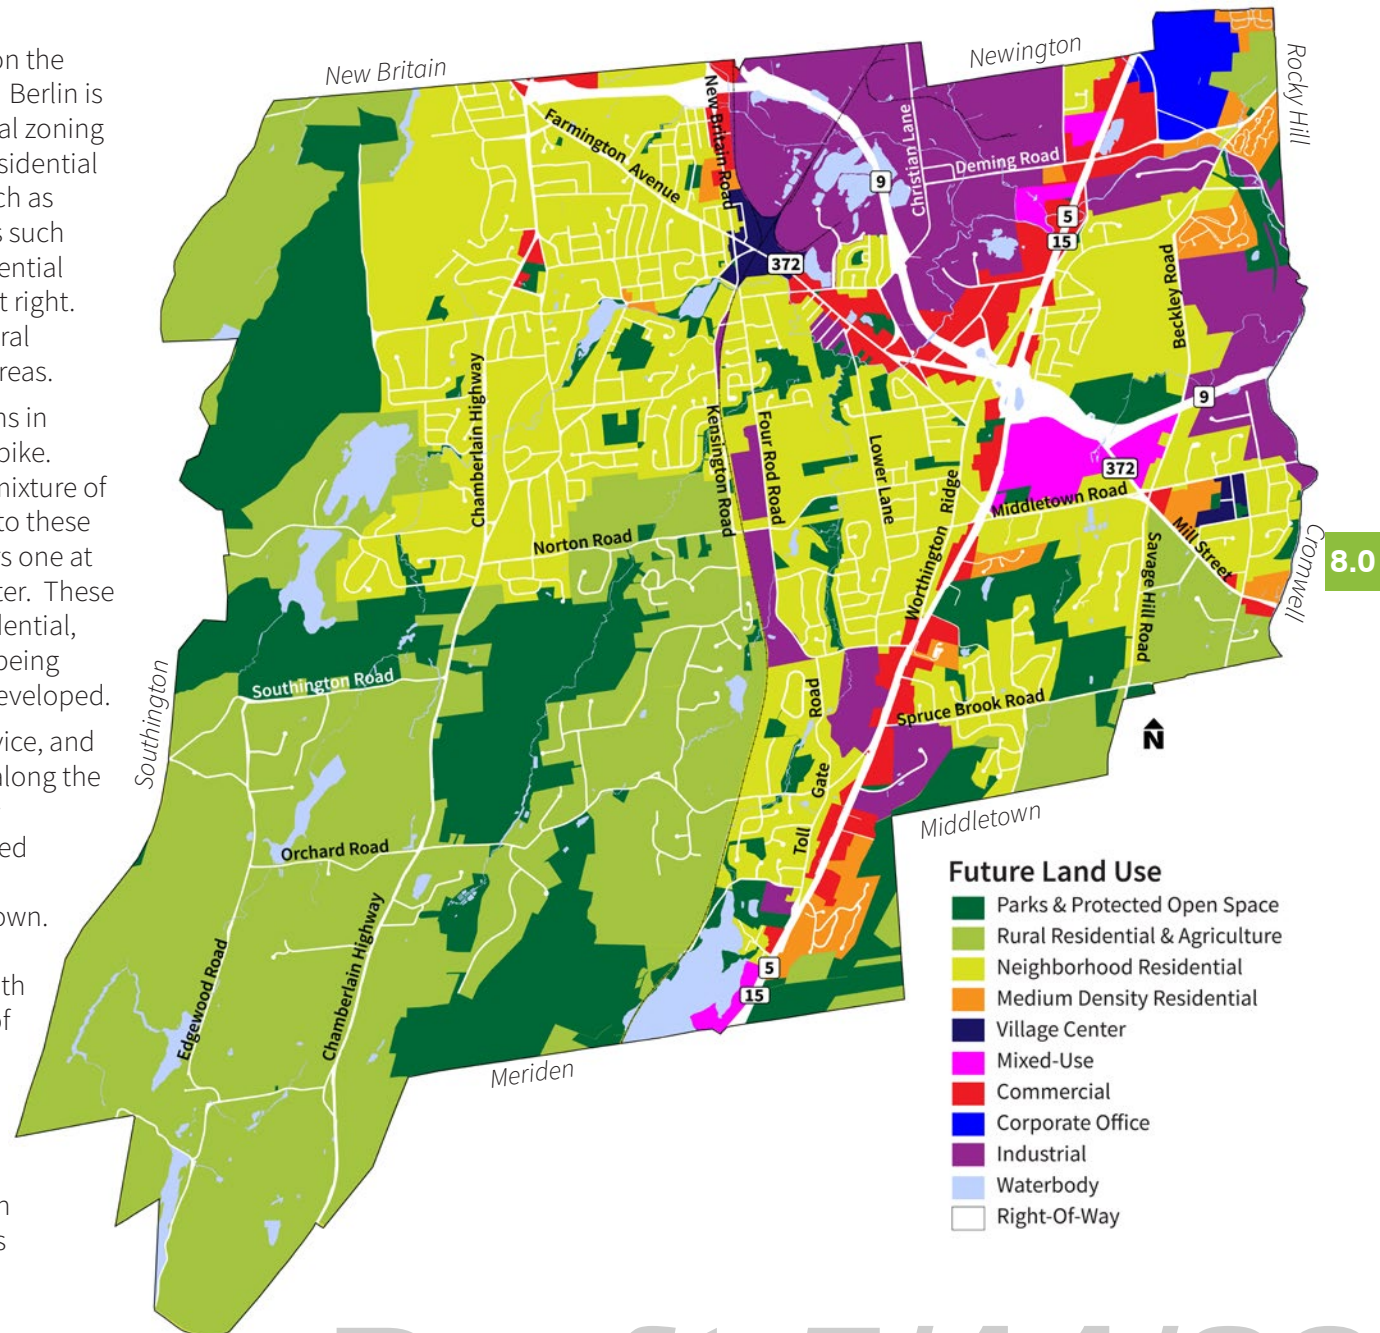 on the
Berlin is
al zoning
sidential
ch as
s such
ential
t right.
ral
reas.
ns in
pike.
mixture of
to these
s one at
ter. These
dential,
being
eveloped.
vice, and
along the
ed
own.
th
of
n
s
New Britain
Newington
Rocky Hill
Cromwell
Southington
Middletown
Meriden
Farmington Avenue
New Britain Road
Christian Lane
Deming Road
9
5
15
372
Beckley Road
Chamberlain Highway
Kensington Road
Four Rod Road
Lower Lane
Worthington Ridge
9
372
Middletown Road
Mill Street
Savage Hill Road
Norton Road
Southington Road
Spruce Brook Road
Toll Gate Road
Orchard Road
Edgewood Road
Chamberlain Highway
5
15
N
8.0
Future Land Use
Parks & Protected Open Space
Rural Residential & Agriculture
Neighborhood Residential
Medium Density Residential
Village Center
Mixed-Use
Commercial
Corporate Office
Industrial
Waterbody
Right-Of-Way